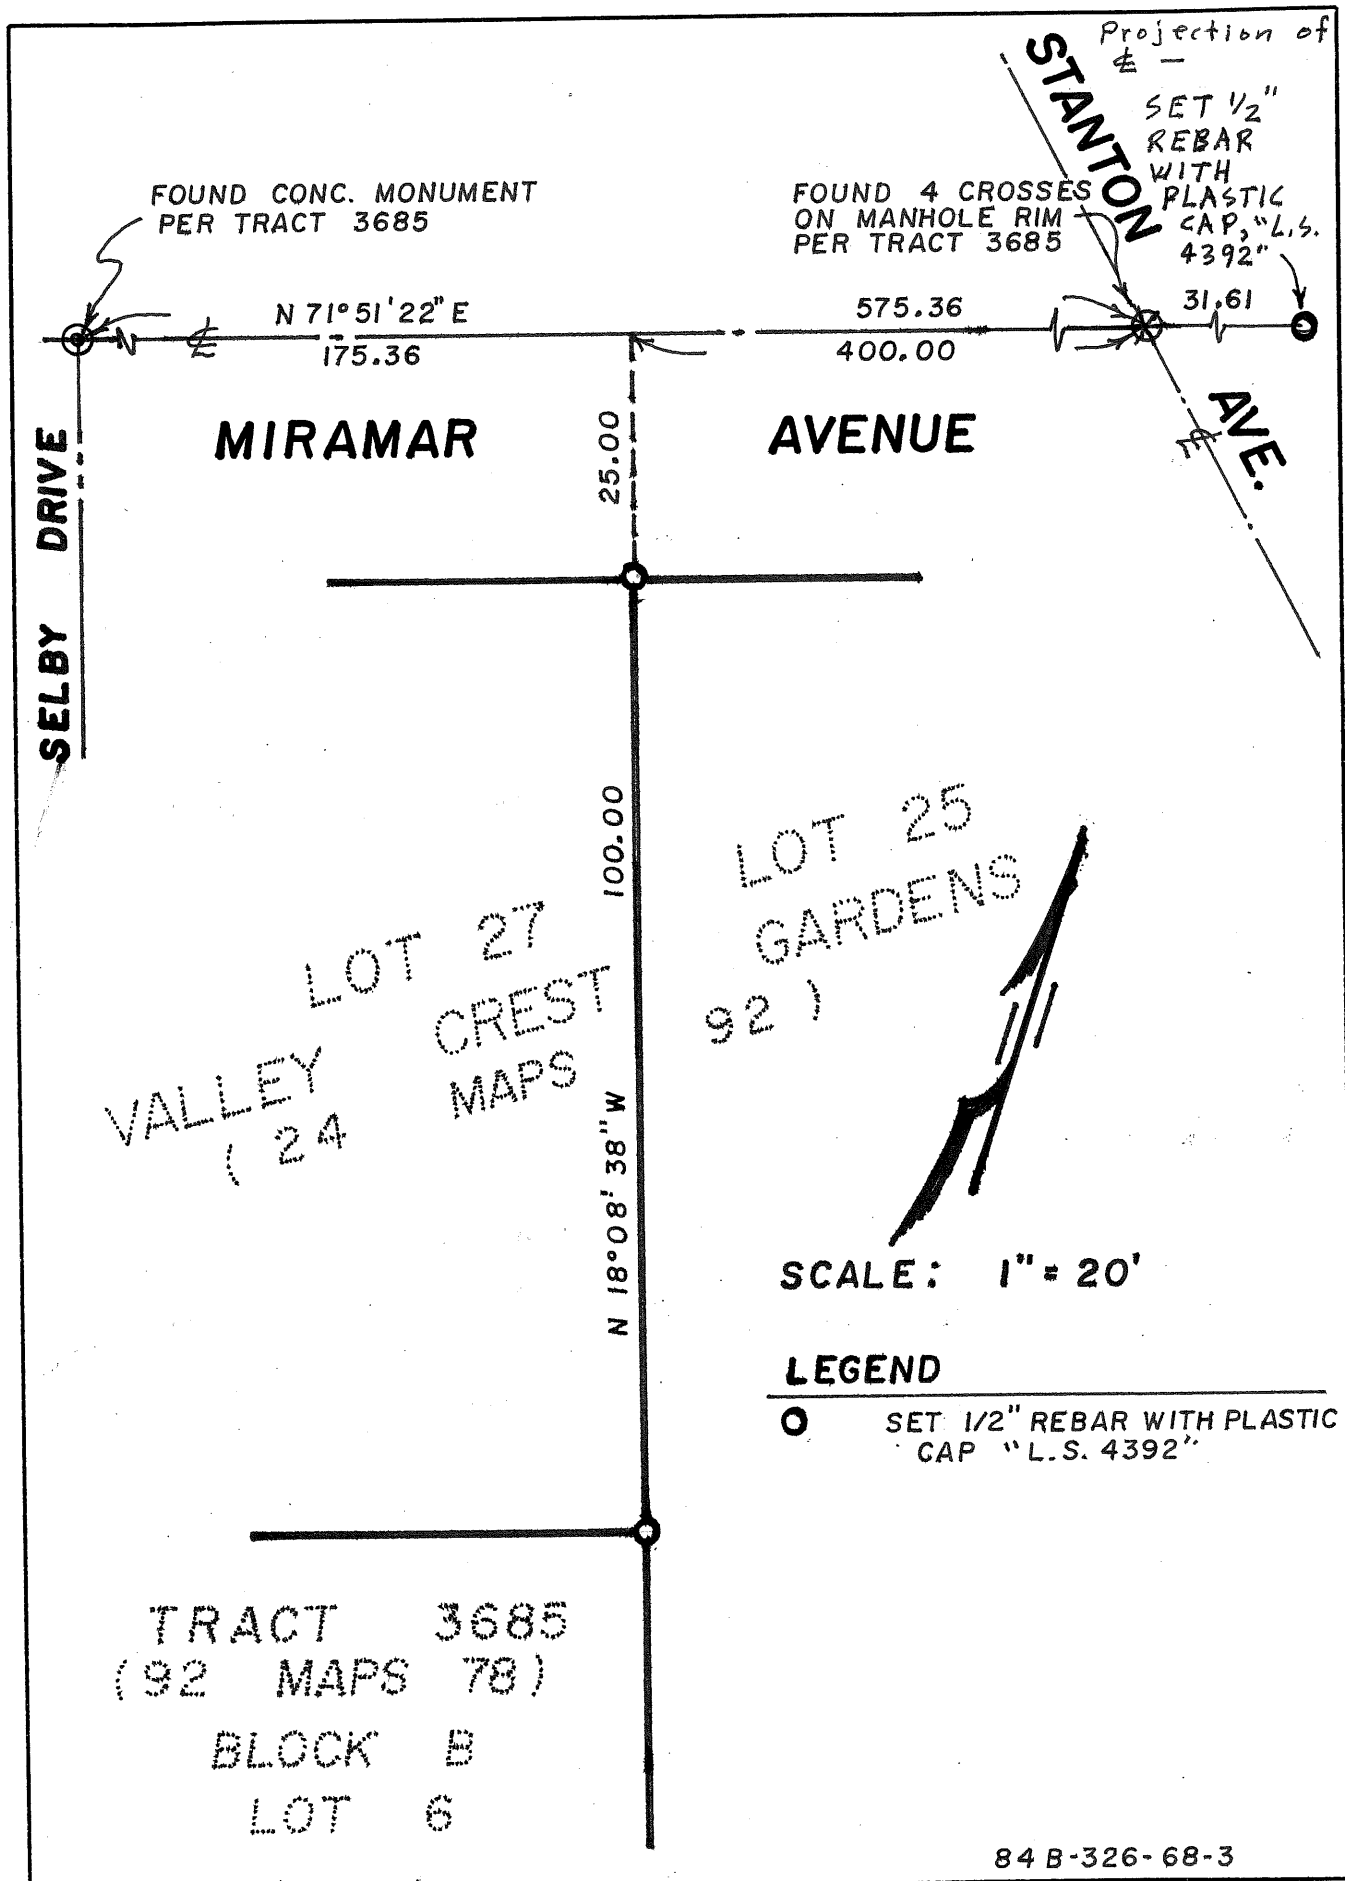 Projection of
℄ —
STANTON
SET 1/2"
REBAR
WITH
PLASTIC
CAP, "L.S.
4392"
FOUND CONC. MONUMENT
PER TRACT 3685
FOUND 4 CROSSES
ON MANHOLE RIM
PER TRACT 3685
N 71°51'22" E
575.36
31.61
℄
175.36
400.00
MIRAMAR AVENUE
AVE.
℄
SELBY DRIVE
25.00
100.00
N 18°08'38" W
LOT 27
LOT 25
VALLEY CREST GARDENS
( 24 MAPS 92 )
SCALE: 1" = 20'
LEGEND
SET 1/2" REBAR WITH PLASTIC
CAP "L.S. 4392"
TRACT 3685
(92 MAPS 78)
BLOCK B
LOT 6
84 B-326-68-3